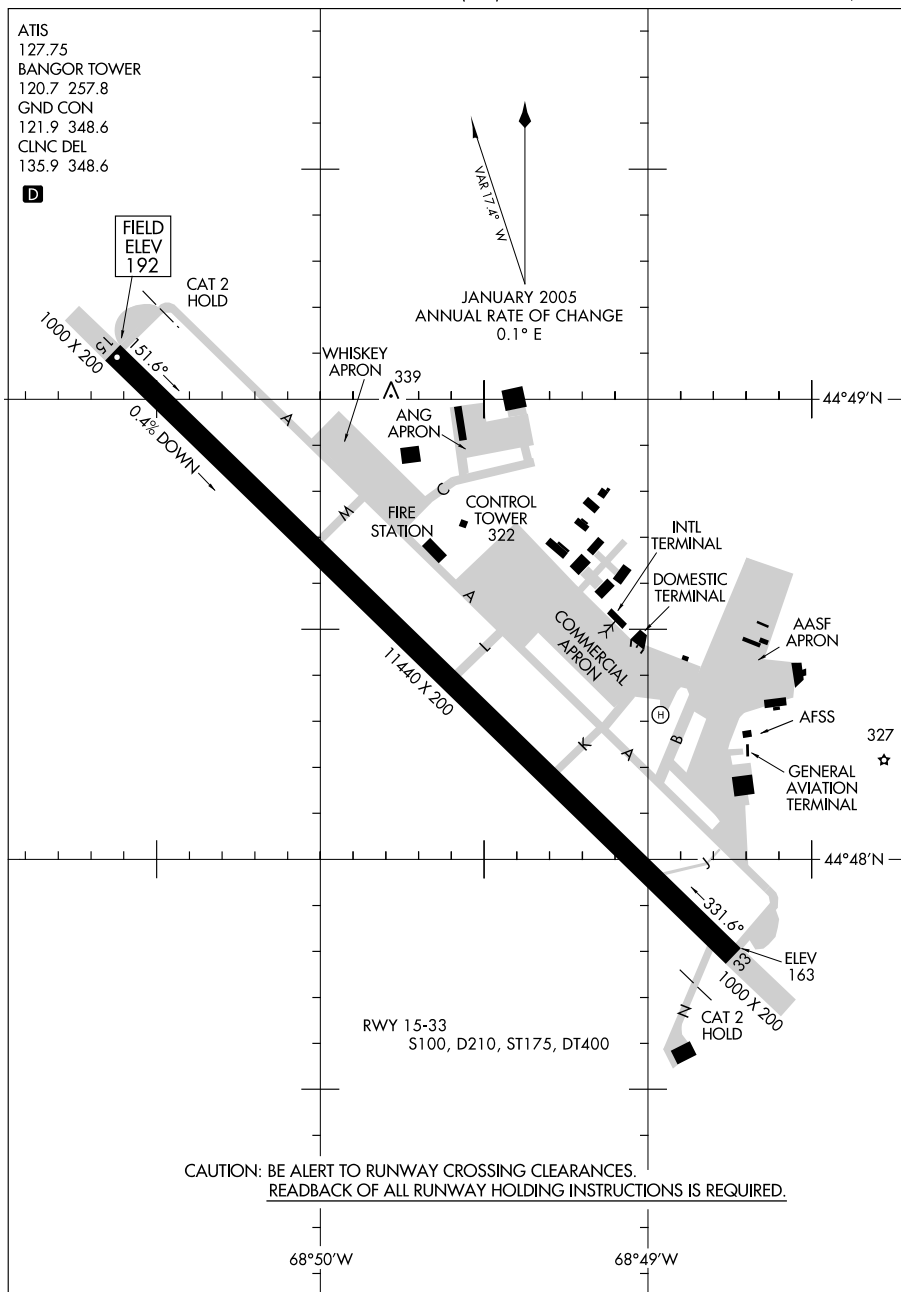 ATIS
127.75
BANGOR TOWER
120.7 257.8
GND CON
121.9 348.6
CLNC DEL
135.9 348.6
D
VAR 17.4° W
JANUARY 2005
ANNUAL RATE OF CHANGE
0.1° E
FIELD
ELEV
192
CAT 2
HOLD
1000 X 200
15
151.6°
0.4% DOWN
A
WHISKEY
APRON
339
ANG
APRON
44°49'N
M
C
FIRE
STATION
CONTROL
TOWER
322
INTL
TERMINAL
DOMESTIC
TERMINAL
AASF
APRON
A
L
COMMERCIAL
APRON
11440 X 200
H
K
A
B
AFSS
327
GENERAL
AVIATION
TERMINAL
44°48'N
J
331.6°
33
ELEV
163
1000 X 200
N
CAT 2
HOLD
RWY 15-33
S100, D210, ST175, DT400
CAUTION: BE ALERT TO RUNWAY CROSSING CLEARANCES.
READBACK OF ALL RUNWAY HOLDING INSTRUCTIONS IS REQUIRED.
68°50'W
68°49'W